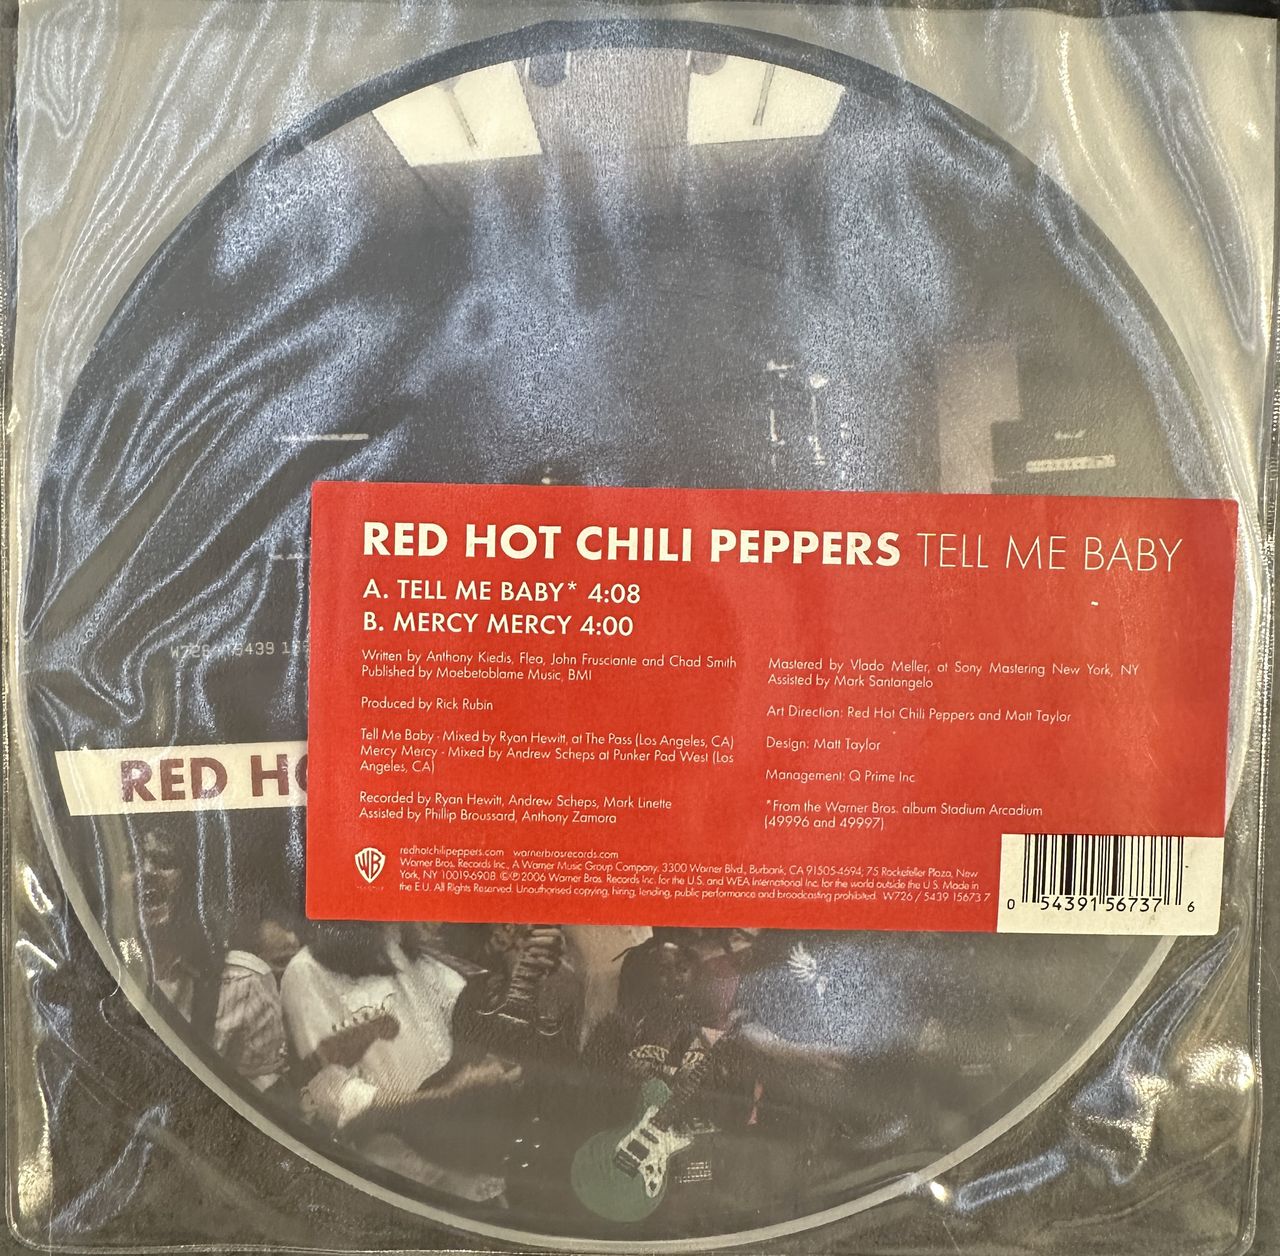 RED HOT CHILI PEPPERS TELL ME BABY
A. TELL ME BABY* 4:08
B. MERCY MERCY 4:00
Written by Anthony Kiedis, Flea, John Frusciante and Chad Smith
Published by Moebetoblame Music, BMI
Produced by Rick Rubin
Tell Me Baby - Mixed by Ryan Hewitt, at The Pass (Los Angeles, CA)
Mercy Mercy - Mixed by Andrew Scheps at Punker Pad West (Los
Angeles, CA)
Recorded by Ryan Hewitt, Andrew Scheps, Mark Linette
Assisted by Phillip Broussard, Anthony Zamora
Mastered by Vlado Meller, at Sony Mastering New York, NY
Assisted by Mark Santangelo
Art Direction: Red Hot Chili Peppers and Matt Taylor
Design: Matt Taylor
Management: Q Prime Inc
*From the Warner Bros. album Stadium Arcadium
(49996 and 49997)
WB
redhotchilipeppers.com warnerbrosrecords.com
Warner Bros. Records Inc., A Warner Music Group Company. 3300 Warner Blvd., Burbank, CA 91505-4694; 75 Rockefeller Plaza, New
York, NY 10019-6908. ©℗ 2006 Warner Bros. Records Inc. for the U.S. and WEA International Inc. for the world outside the U.S. Made in
the E.U. All Rights Reserved. Unauthorised copying, hiring, lending, public performance and broadcasting prohibited. W726 / 5439 15673 7
0 54391 56737 6
W726 5439 15
RED HO